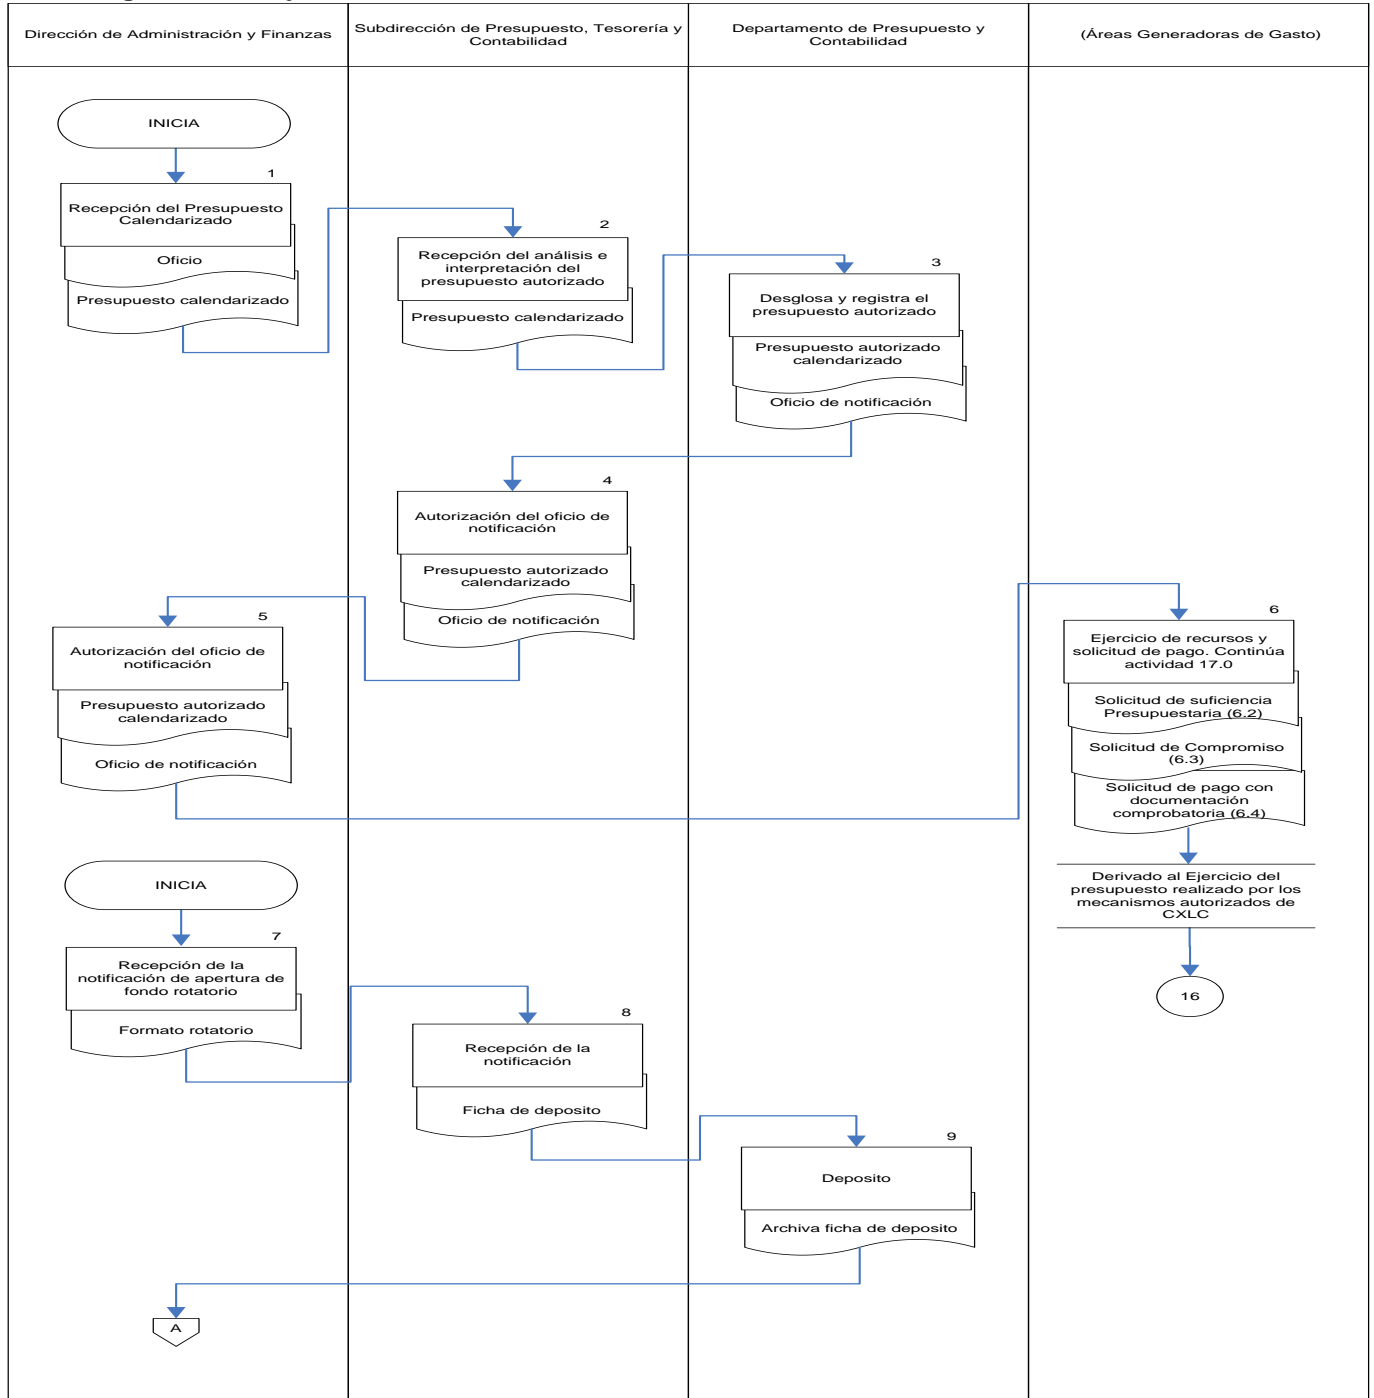 Dirección de Administración y Finanzas
Subdirección de Presupuesto, Tesorería y
Contabilidad
Departamento de Presupuesto y
Contabilidad
(Áreas Generadoras de Gasto)
INICIA
1
Recepción del Presupuesto
Calendarizado
Oficio
Presupuesto calendarizado
2
Recepción del análisis e
interpretación del
presupuesto autorizado
Presupuesto calendarizado
3
Desglosa y registra el
presupuesto autorizado
Presupuesto autorizado
calendarizado
Oficio de notificación
4
Autorización del oficio de
notificación
Presupuesto autorizado
calendarizado
Oficio de notificación
5
Autorización del oficio de
notificación
Presupuesto autorizado
calendarizado
Oficio de notificación
6
Ejercicio de recursos y
solicitud de pago. Continúa
actividad 17.0
Solicitud de suficiencia
Presupuestaria (6.2)
Solicitud de Compromiso
(6.3)
Solicitud de pago con
documentación
comprobatoria (6.4)
Derivado al Ejercicio del
presupuesto realizado por los
mecanismos autorizados de
CXLC
16
INICIA
7
Recepción de la
notificación de apertura de
fondo rotatorio
Formato rotatorio
8
Recepción de la
notificación
Ficha de deposito
9
Deposito
Archiva ficha de deposito
A